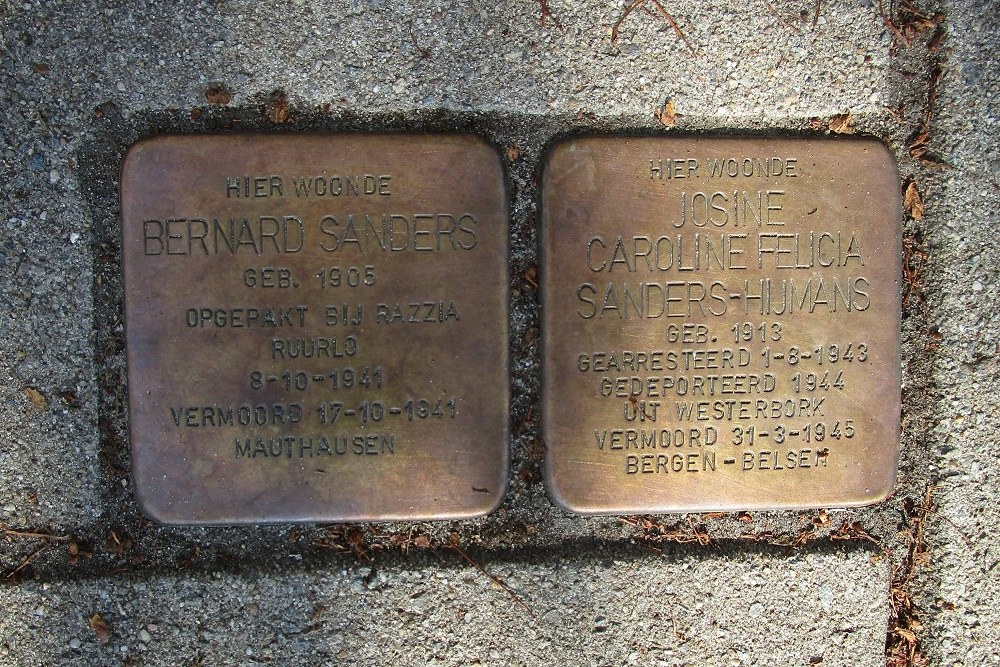 HIER WOONDE
BERNARD SANDERS
GEB. 1905
OPGEPAKT BIJ RAZZIA
RUURLO
8-10-1941
VERMOORD 17-10-1941
MAUTHAUSEN
HIER WOONDE
JOSINE
CAROLINE FELICIA
SANDERS-HIJMANS
GEB. 1913
GEARRESTEERD 1-8-1943
GEDEPORTEERD 1944
UIT WESTERBORK
VERMOORD 31-3-1945
BERGEN-BELSEN